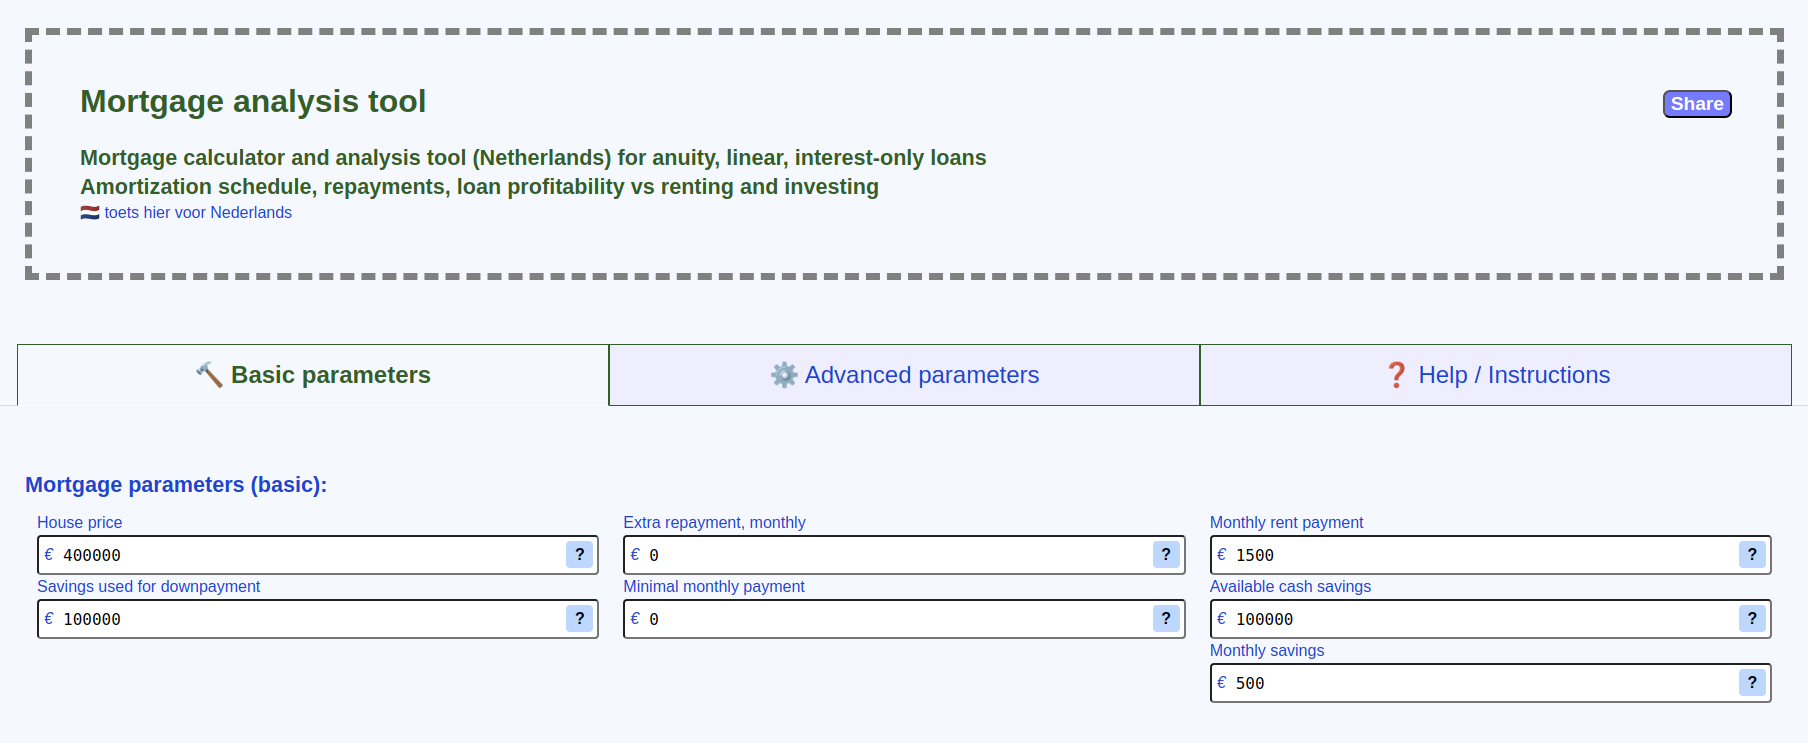 Mortgage analysis tool
Share
Mortgage calculator and analysis tool (Netherlands) for anuity, linear, interest-only loans
Amortization schedule, repayments, loan profitability vs renting and investing
🇳🇱 toets hier voor Nederlands
🔨 Basic parameters
⚙️ Advanced parameters
❓ Help / Instructions
Mortgage parameters (basic):
House price
€ 400000 ?
Savings used for downpayment
€ 100000 ?
Extra repayment, monthly
€ 0 ?
Minimal monthly payment
€ 0 ?
Monthly rent payment
€ 1500 ?
Available cash savings
€ 100000 ?
Monthly savings
€ 500 ?